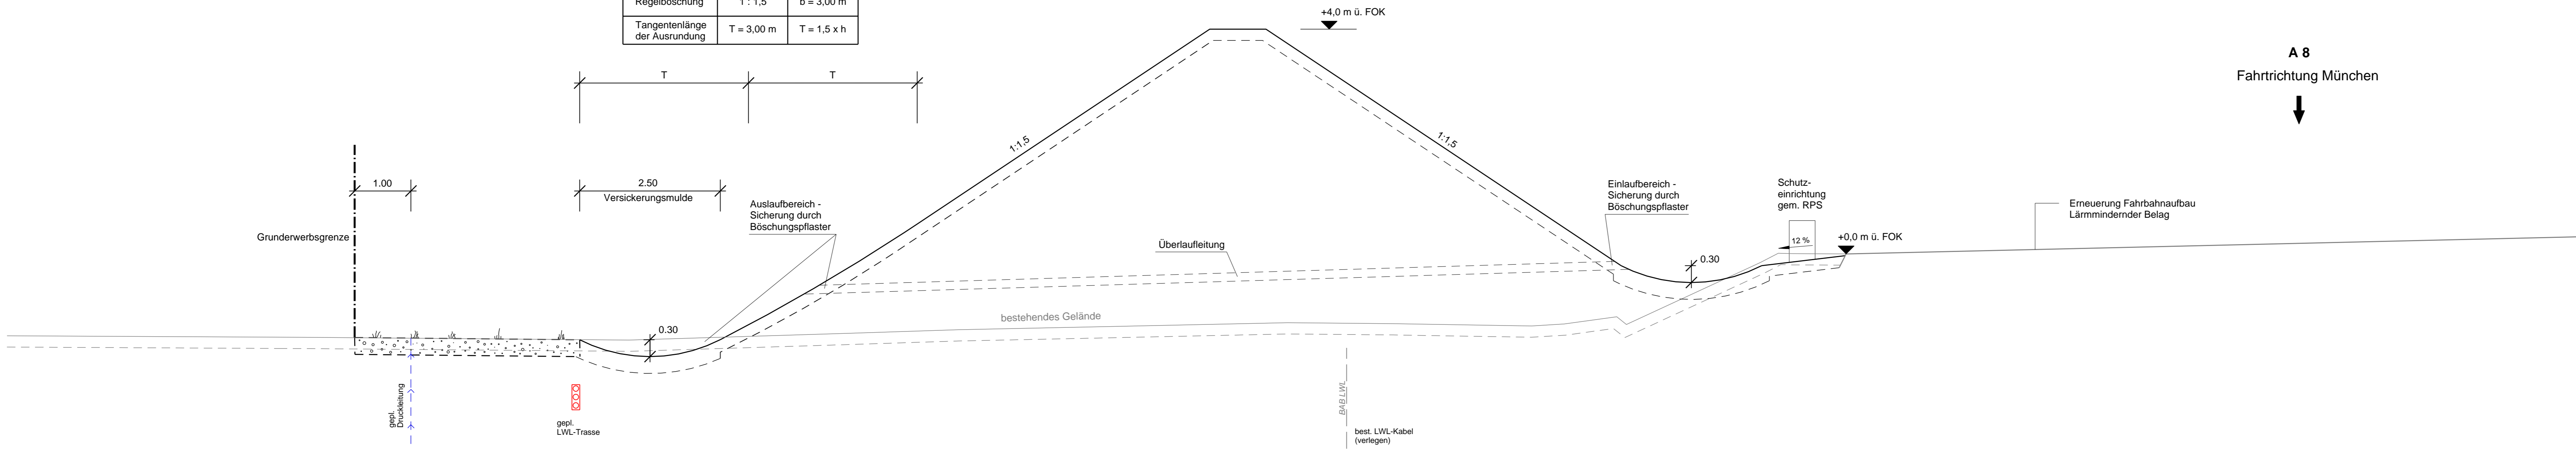 Regelböschung 1 : 1,5 b = 3,00 m
Tangentenlänge
der Ausrundung
T = 3,00 m T = 1,5 x h
+4,0 m ü. FOK
A 8
Fahrtrichtung München
T T
1:1,5
1:1,5
1.00
2.50
Versickerungsmulde
Auslaufbereich -
Sicherung durch
Böschungspflaster
Einlaufbereich -
Sicherung durch
Böschungspflaster
Schutz-
einrichtung
gem. RPS
Erneuerung Fahrbahnaufbau
Lärmmindernder Belag
Grunderwerbsgrenze
Überlaufleitung
12 %
+0,0 m ü. FOK
0.30
bestehendes Gelände
0.30
gepl.
Druckleitung
gepl.
LWL-Trasse
BAB LWL
best. LWL-Kabel
(verlegen)